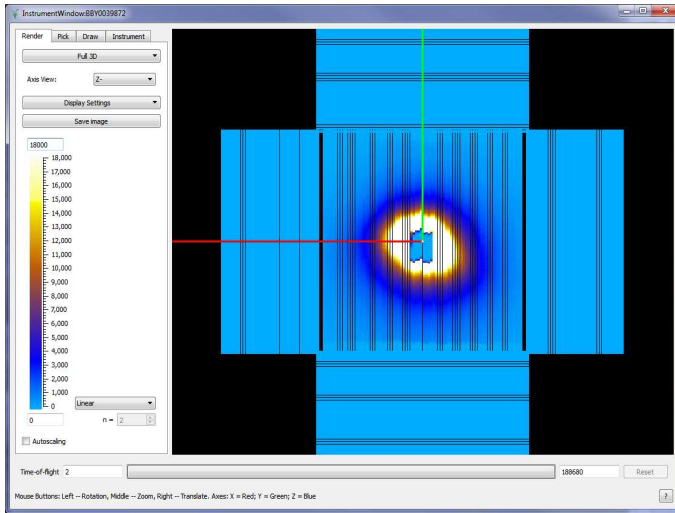 InstrumentWindow:BBY0039872
Render Pick Draw Instrument
Full 3D
Axis View: Z-
Display Settings
Save image
18000
18,000
17,000
16,000
15,000
14,000
13,000
12,000
11,000
10,000
9,000
8,000
7,000
6,000
5,000
4,000
3,000
2,000
1,000
0
Linear
0 n = 2
Autoscaling
Time-of-flight 2 188680 Reset
Mouse Buttons: Left -- Rotation, Middle -- Zoom, Right -- Translate. Axes: X = Red; Y = Green; Z = Blue ?